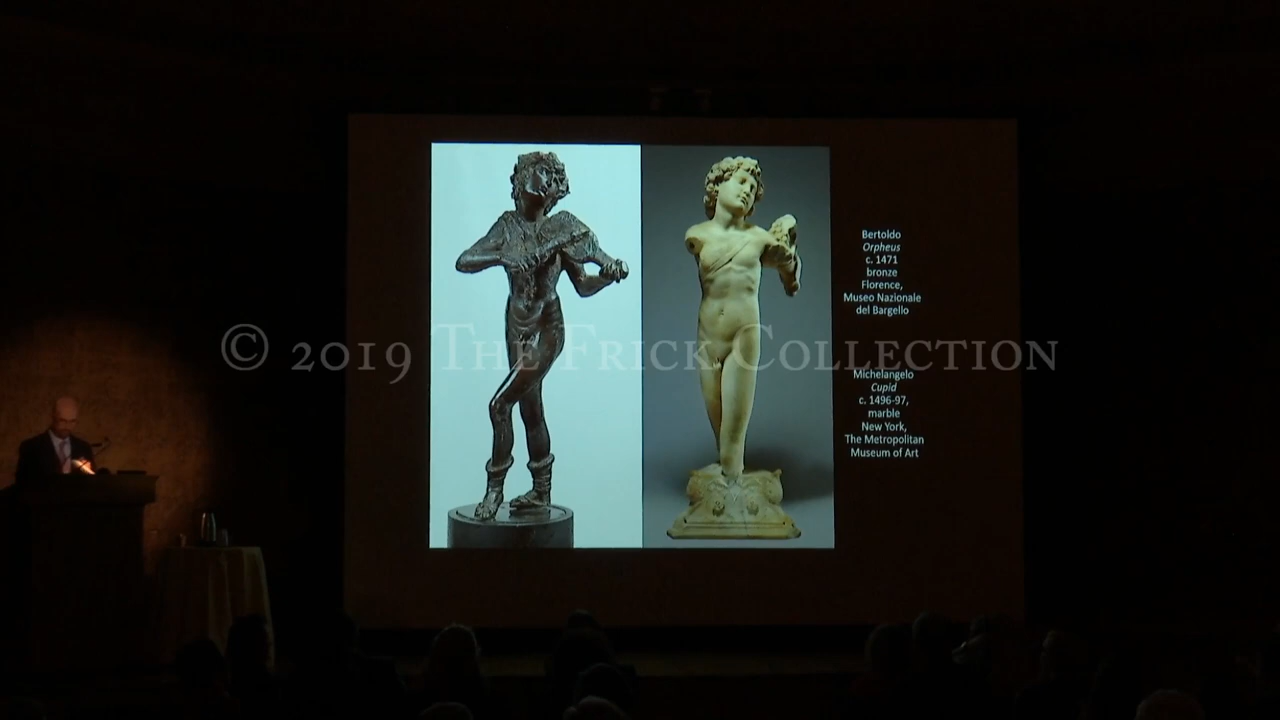 Bertoldo
Orpheus
c. 1471
bronze
Florence,
Museo Nazionale
del Bargello
© 2019 The Frick Collection
Michelangelo
Cupid
c. 1496-97,
marble
New York,
The Metropolitan
Museum of Art